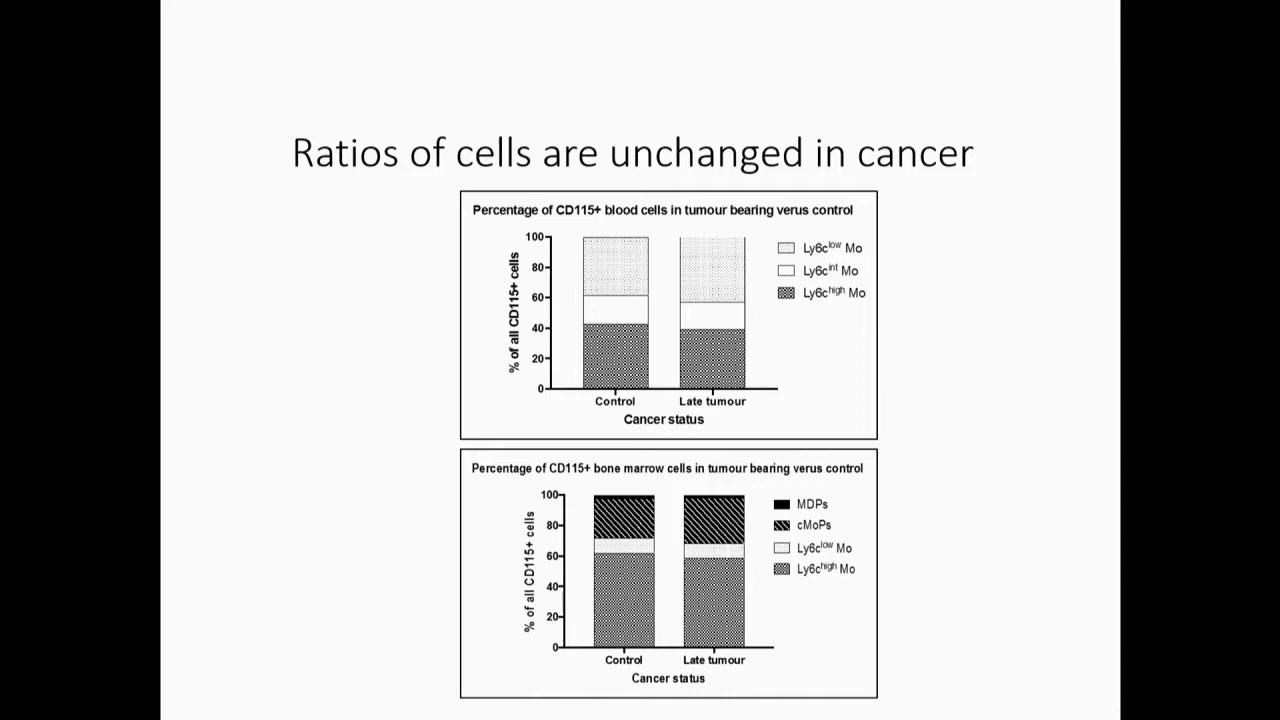 Ratios of cells are unchanged in cancer
Percentage of CD115+ blood cells in tumour bearing verus control
% of all CD115+ cells
100
80
60
40
20
0
Control Late tumour
Cancer status
Ly6c^low Mo
Ly6c^int Mo
Ly6c^high Mo
Percentage of CD115+ bone marrow cells in tumour bearing verus control
% of all CD115+ cells
100
80
60
40
20
0
Control Late tumour
Cancer status
MDPs
cMoPs
Ly6c^low Mo
Ly6c^high Mo